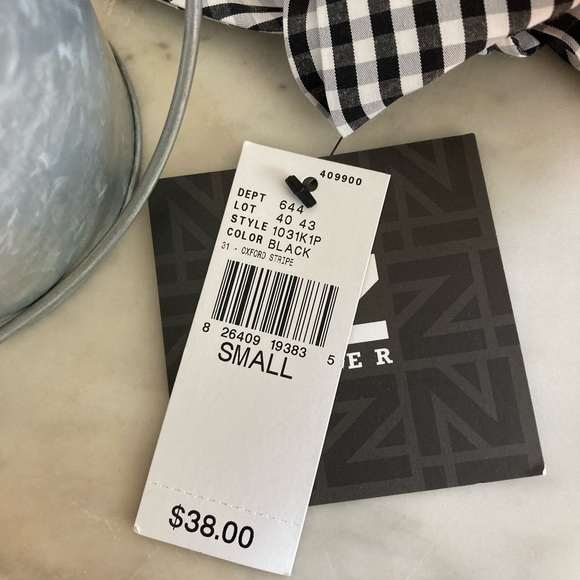 409900
DEPT 644
LOT 40 43
STYLE 1031K1P
COLOR BLACK
31 - OXFORD STRIPE
8 26409 19383 5
SMALL
$38.00